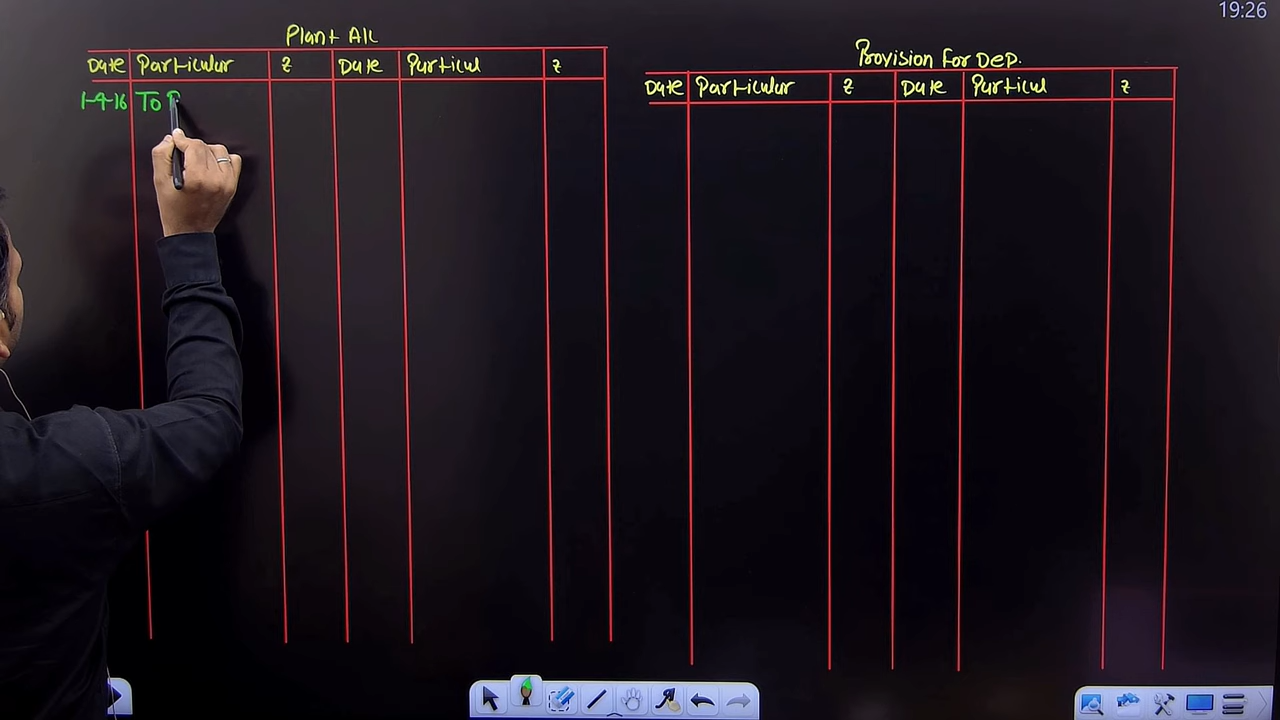 19:26
Plant A/c
Date Particular ₹ Date Particul ₹
1-4-16 To B
Provision For Dep.
Date Particular ₹ Date Particul ₹